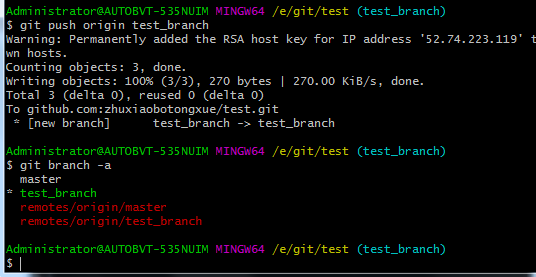 Administrator@AUTOBVT-535NUIM MINGW64 /e/git/test (test_branch)
$ git push origin test_branch
Warning: Permanently added the RSA host key for IP address '52.74.223.119' t
wn hosts.
Counting objects: 3, done.
Writing objects: 100% (3/3), 270 bytes | 270.00 KiB/s, done.
Total 3 (delta 0), reused 0 (delta 0)
To github.com:zhuxiaobotongxue/test.git
 * [new branch]      test_branch -> test_branch
Administrator@AUTOBVT-535NUIM MINGW64 /e/git/test (test_branch)
$ git branch -a
  master
* test_branch
  remotes/origin/master
  remotes/origin/test_branch
Administrator@AUTOBVT-535NUIM MINGW64 /e/git/test (test_branch)
$